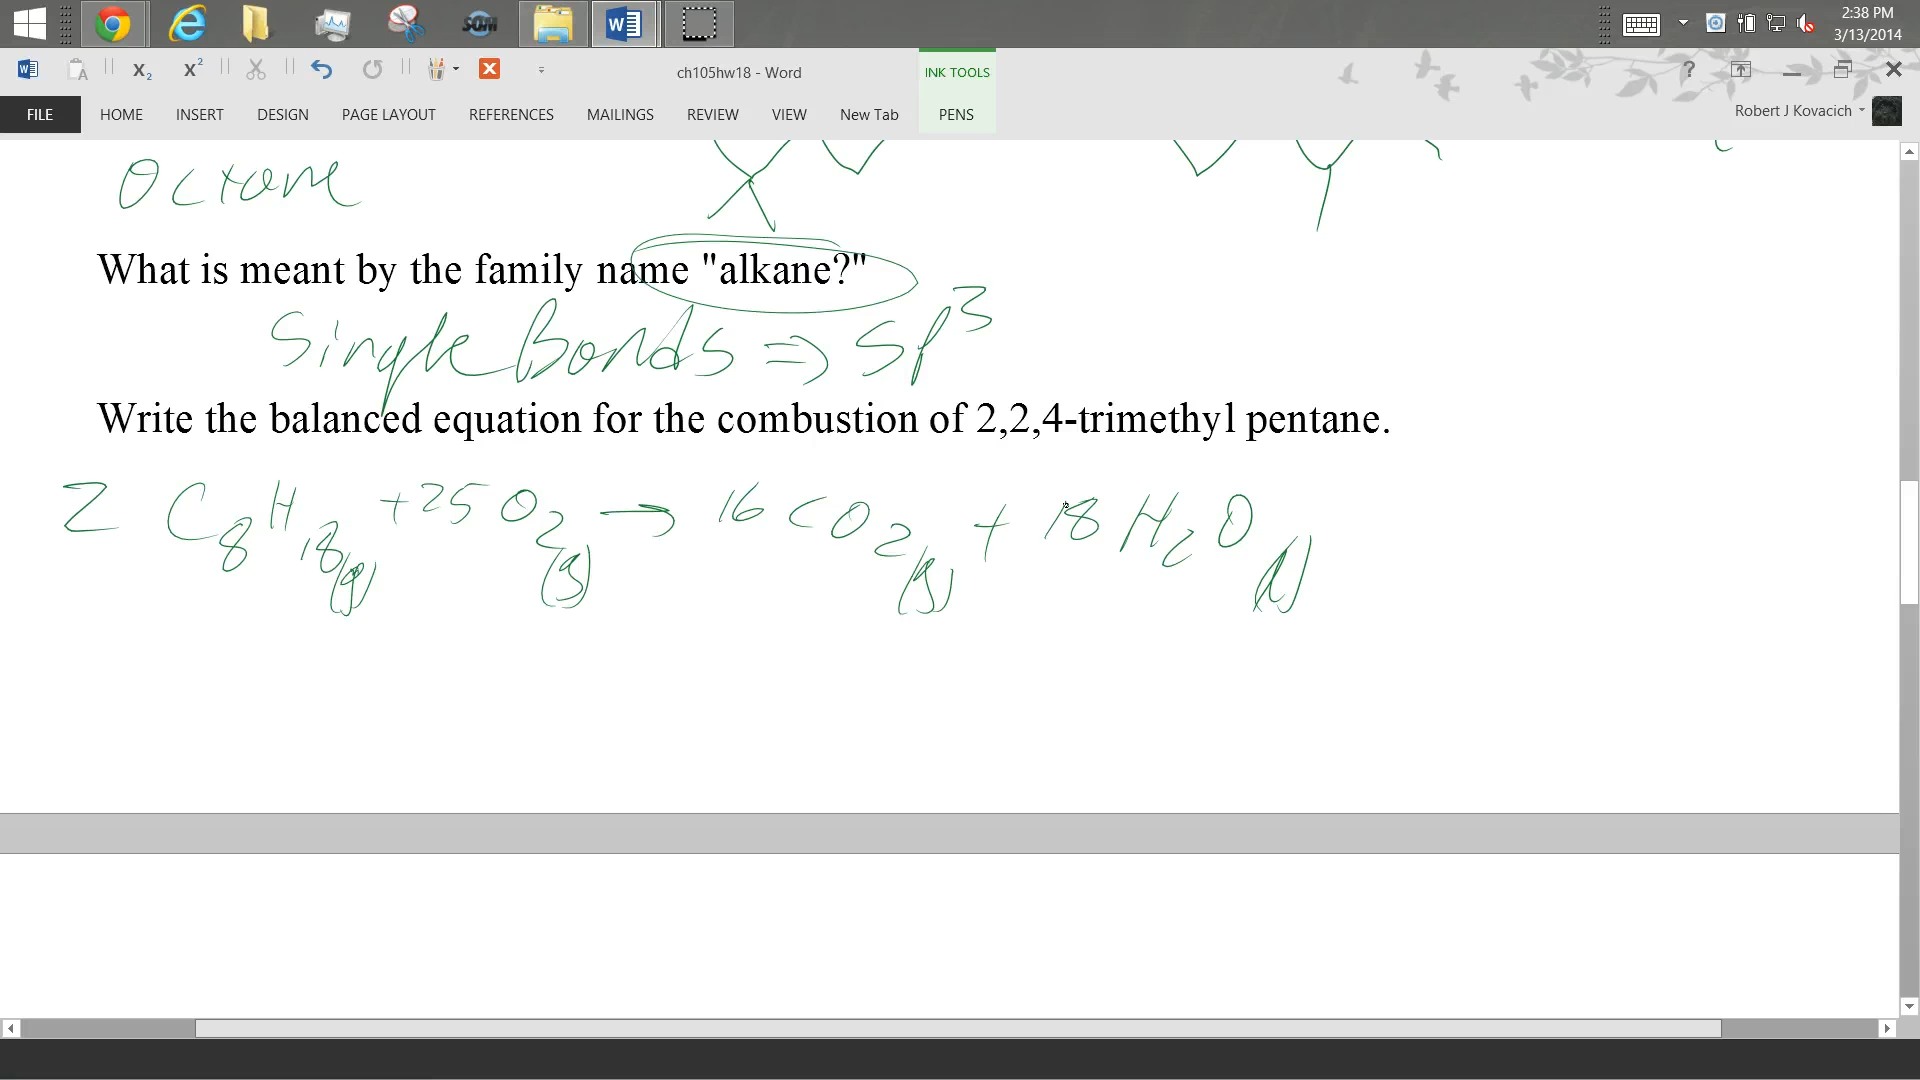 2:38 PM
3/13/2014
SOM
ch105hw18 - Word
INK TOOLS
FILE HOME INSERT DESIGN PAGE LAYOUT REFERENCES MAILINGS REVIEW VIEW New Tab PENS
Robert J Kovacich
Octane
What is meant by the family name "alkane?"
Single Bonds ⇒ sp³
Write the balanced equation for the combustion of 2,2,4-trimethyl pentane.
2 C₈H₁₈(g) + 25 O₂(g) → 16 CO₂(g) + 18 H₂O(l)